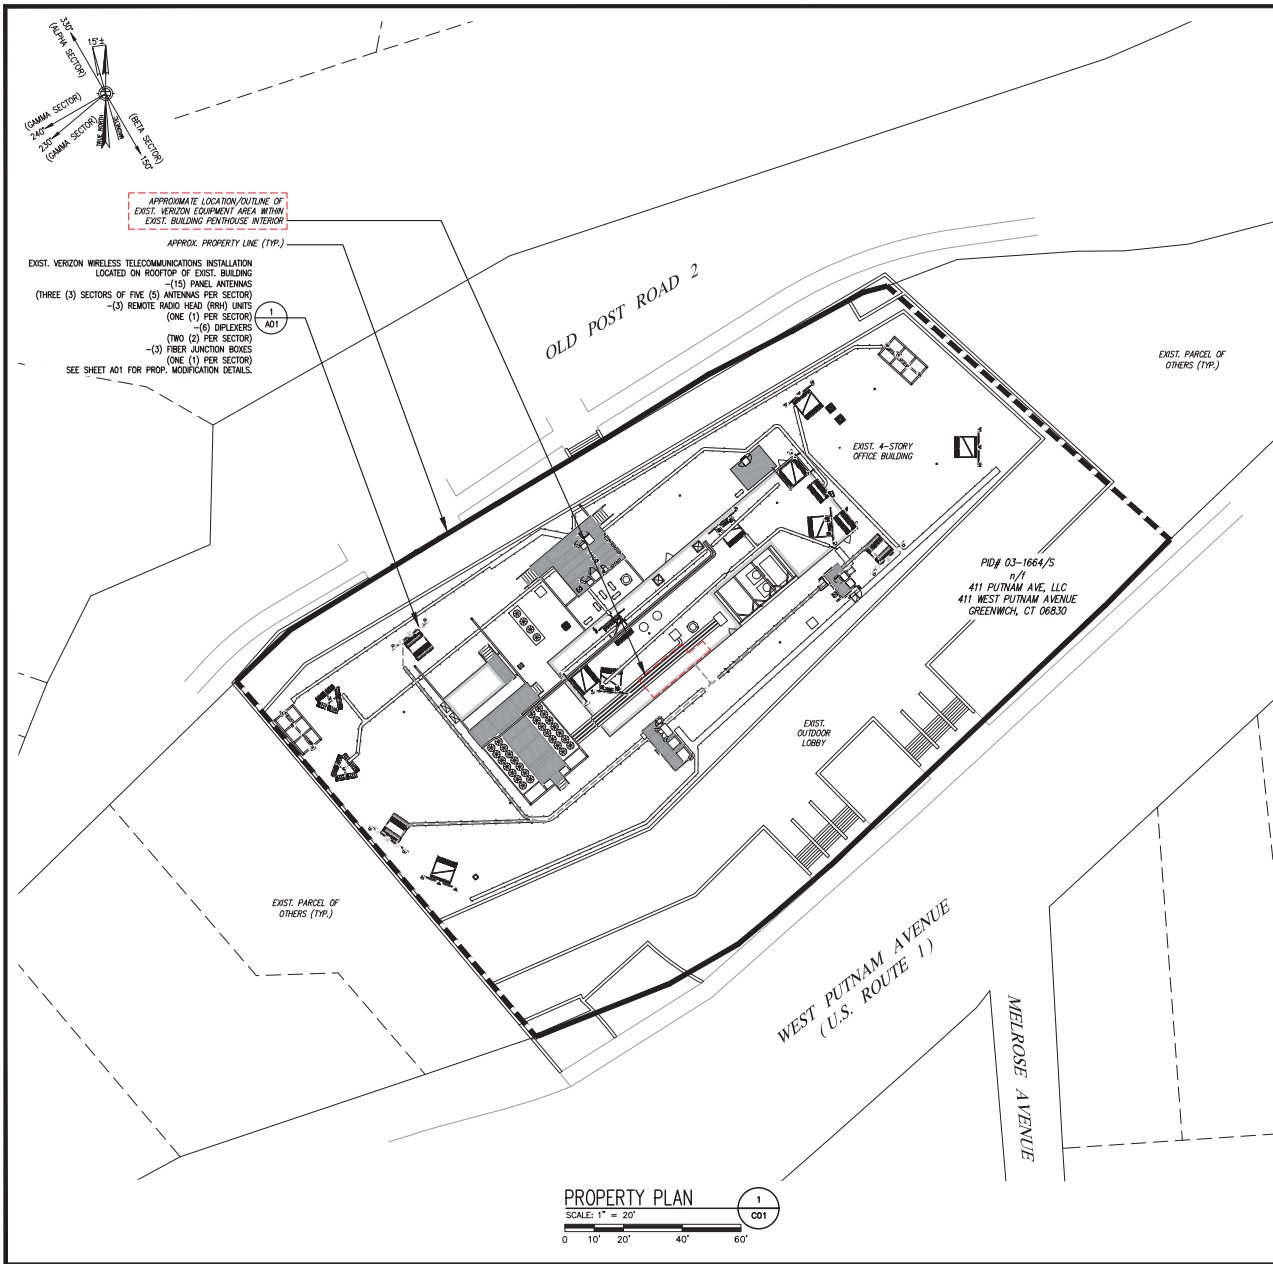 330°
(ALPHA SECTOR)
15°±
(GAMMA SECTOR)
240°
230°
(GAMMA SECTOR)
TRUE NORTH
MAGNETIC
(BETA SECTOR)
150°
APPROXIMATE LOCATION/OUTLINE OF
EXIST. VERIZON EQUIPMENT AREA WITHIN
EXIST. BUILDING PENTHOUSE INTERIOR
APPROX. PROPERTY LINE (TYP.)
EXIST. VERIZON WIRELESS TELECOMMUNICATIONS INSTALLATION
LOCATED ON ROOFTOP OF EXIST. BUILDING
-(15) PANEL ANTENNAS
(THREE (3) SECTORS OF FIVE (5) ANTENNAS PER SECTOR)
-(3) REMOTE RADIO HEAD (RRH) UNITS
(ONE (1) PER SECTOR)
-(6) DIPLEXERS
(TWO (2) PER SECTOR)
-(3) FIBER JUNCTION BOXES
(ONE (1) PER SECTOR)
SEE SHEET A01 FOR PROP. MODIFICATION DETAILS.
1
A01
OLD POST ROAD 2
EXIST. PARCEL OF
OTHERS (TYP.)
EXIST. 4-STORY
OFFICE BUILDING
PID# 03-1664/S
n/f
411 PUTNAM AVE, LLC
411 WEST PUTNAM AVENUE
GREENWICH, CT 06830
EXIST.
OUTDOOR
LOBBY
EXIST. PARCEL OF
OTHERS (TYP.)
WEST PUTNAM AVENUE
(U.S. ROUTE 1)
MELROSE AVENUE
PROPERTY PLAN
SCALE: 1" = 20'
1
C01
0 10' 20' 40' 60'